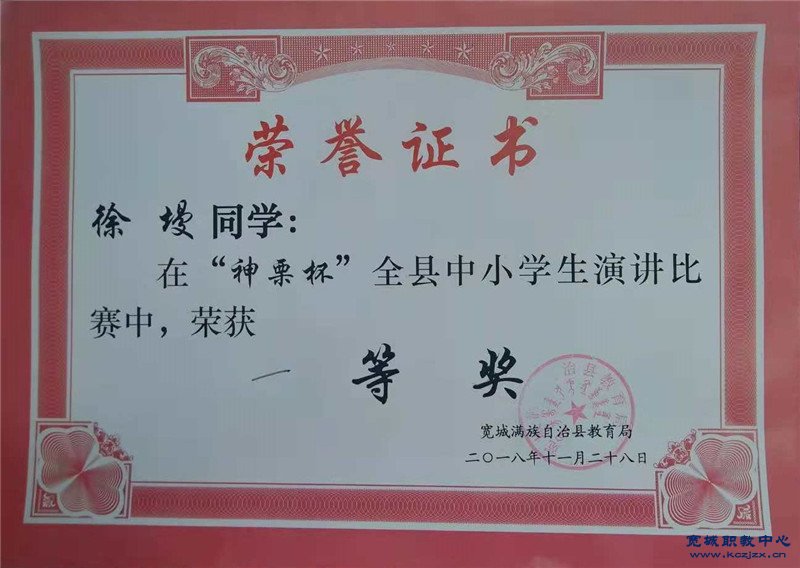 荣誉证书
徐墁同学：
在“神栗杯”全县中小学生演讲比
赛中，荣获
一等奖
宽城满族自治县教育局
二〇一八年十一月二十八日
宽城职教中心
www.kczjzx.cn